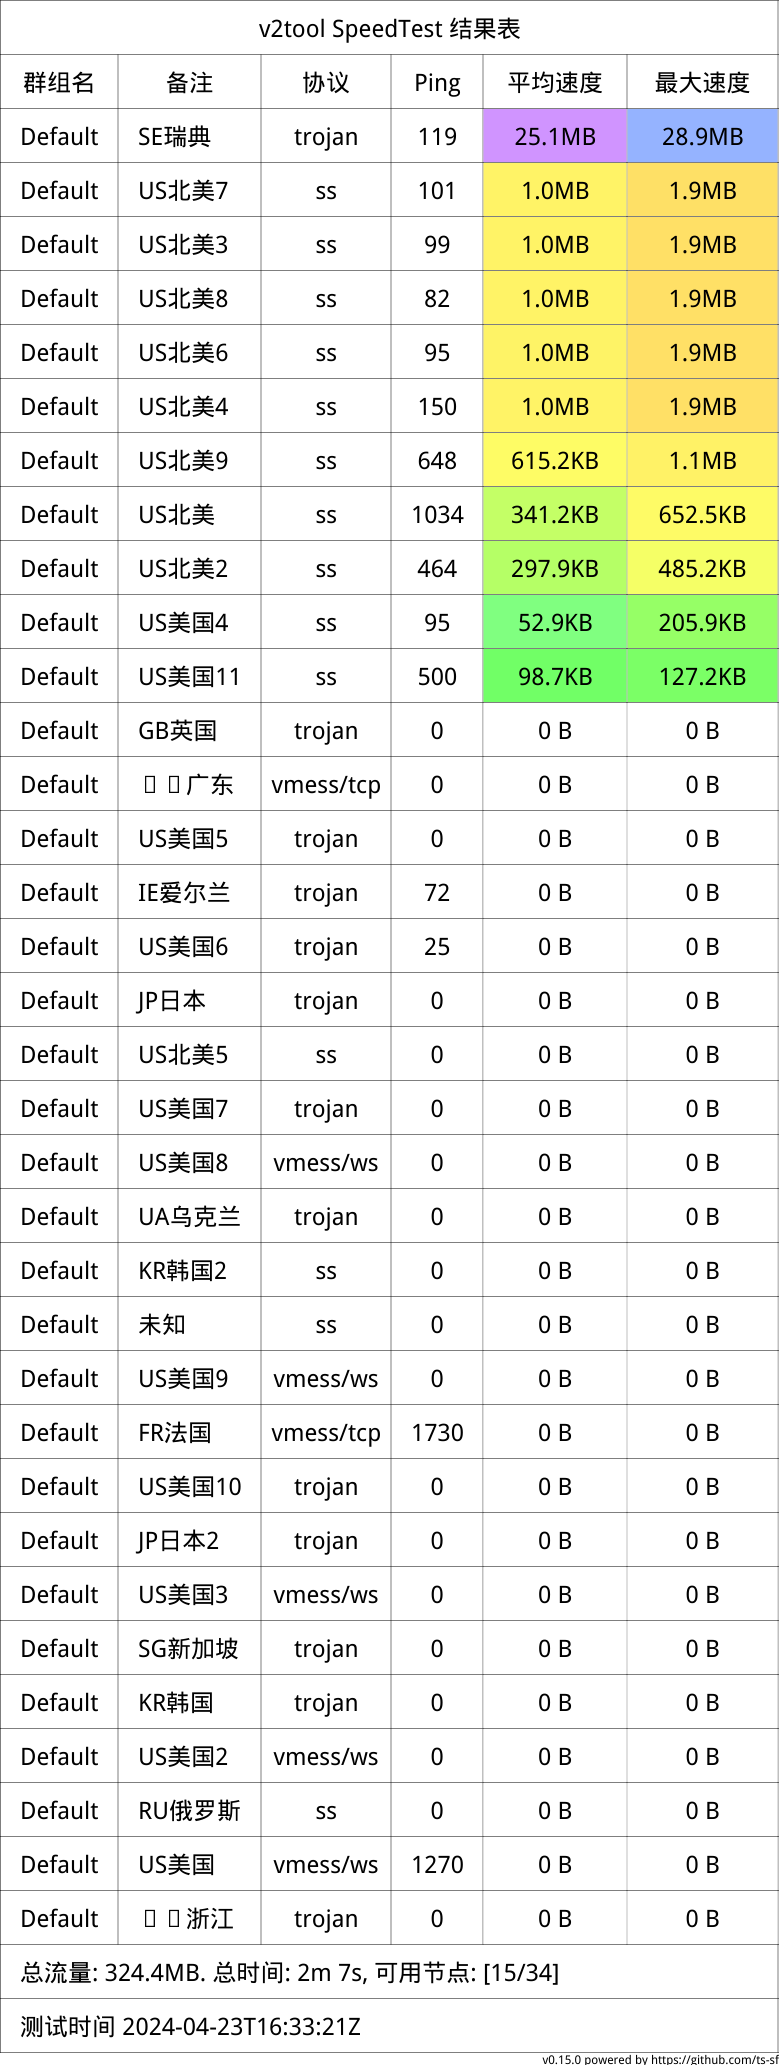 v2tool SpeedTest 结果表
群组名 备注 协议 Ping 平均速度 最大速度
Default SE瑞典 trojan 119 25.1MB 28.9MB
Default US北美7 ss 101 1.0MB 1.9MB
Default US北美3 ss 99 1.0MB 1.9MB
Default US北美8 ss 82 1.0MB 1.9MB
Default US北美6 ss 95 1.0MB 1.9MB
Default US北美4 ss 150 1.0MB 1.9MB
Default US北美9 ss 648 615.2KB 1.1MB
Default US北美 ss 1034 341.2KB 652.5KB
Default US北美2 ss 464 297.9KB 485.2KB
Default US美国4 ss 95 52.9KB 205.9KB
Default US美国11 ss 500 98.7KB 127.2KB
Default GB英国 trojan 0 0 B 0 B
Default 广东 vmess/tcp 0 0 B 0 B
Default US美国5 trojan 0 0 B 0 B
Default IE爱尔兰 trojan 72 0 B 0 B
Default US美国6 trojan 25 0 B 0 B
Default JP日本 trojan 0 0 B 0 B
Default US北美5 ss 0 0 B 0 B
Default US美国7 trojan 0 0 B 0 B
Default US美国8 vmess/ws 0 0 B 0 B
Default UA乌克兰 trojan 0 0 B 0 B
Default KR韩国2 ss 0 0 B 0 B
Default 未知 ss 0 0 B 0 B
Default US美国9 vmess/ws 0 0 B 0 B
Default FR法国 vmess/tcp 1730 0 B 0 B
Default US美国10 trojan 0 0 B 0 B
Default JP日本2 trojan 0 0 B 0 B
Default US美国3 vmess/ws 0 0 B 0 B
Default SG新加坡 trojan 0 0 B 0 B
Default KR韩国 trojan 0 0 B 0 B
Default US美国2 vmess/ws 0 0 B 0 B
Default RU俄罗斯 ss 0 0 B 0 B
Default US美国 vmess/ws 1270 0 B 0 B
Default 浙江 trojan 0 0 B 0 B
总流量: 324.4MB. 总时间: 2m 7s, 可用节点: [15/34]
测试时间 2024-04-23T16:33:21Z
v0.15.0 powered by https://github.com/ts-sf